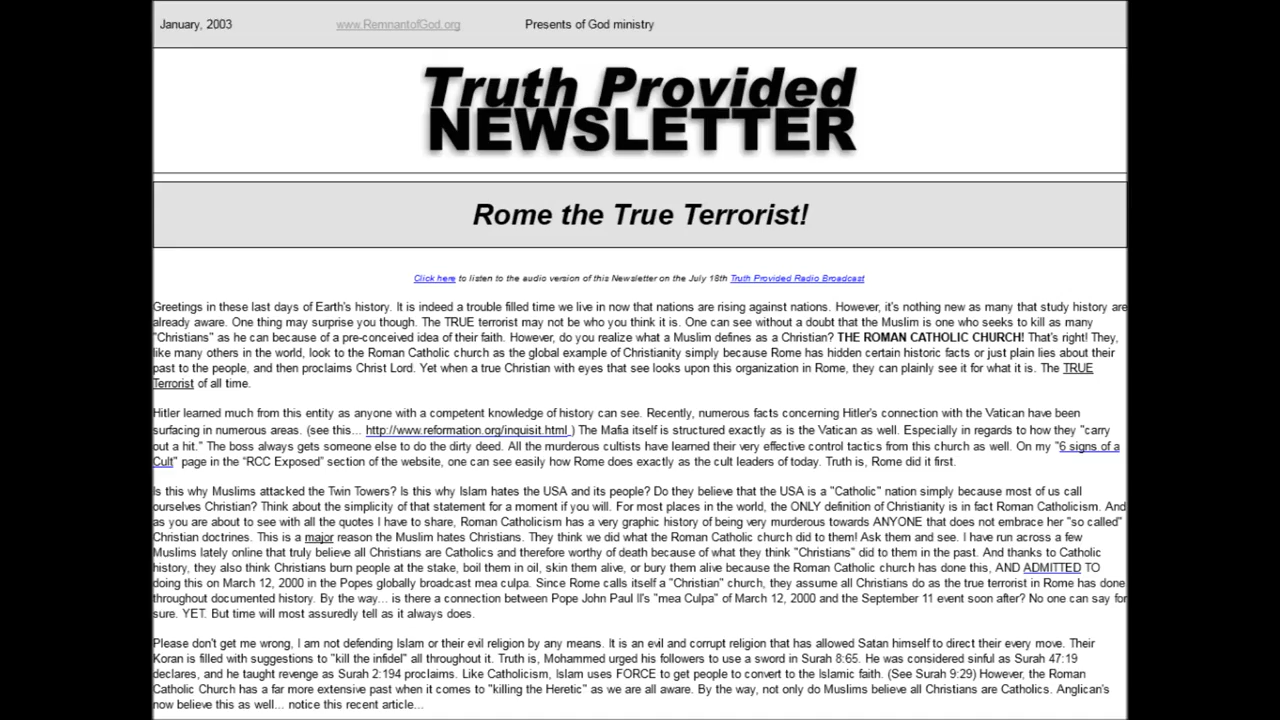 January, 2003 www.RemnantofGod.org Presents of God ministry
Truth Provided
NEWSLETTER
Rome the True Terrorist!
Click here to listen to the audio version of this Newsletter on the July 18th Truth Provided Radio Broadcast
Greetings in these last days of Earth's history. It is indeed a trouble filled time we live in now that nations are rising against nations. However, it's nothing new as many that study history are
already aware. One thing may surprise you though. The TRUE terrorist may not be who you think it is. One can see without a doubt that the Muslim is one who seeks to kill as many
"Christians" as he can because of a pre-conceived idea of their faith. However, do you realize what a Muslim defines as a Christian? THE ROMAN CATHOLIC CHURCH! That's right! They,
like many others in the world, look to the Roman Catholic church as the global example of Christianity simply because Rome has hidden certain historic facts or just plain lies about their
past to the people, and then proclaims Christ Lord. Yet when a true Christian with eyes that see looks upon this organization in Rome, they can plainly see it for what it is. The TRUE
Terrorist of all time.
Hitler learned much from this entity as anyone with a competent knowledge of history can see. Recently, numerous facts concerning Hitler's connection with the Vatican have been
surfacing in numerous areas. (see this... http://www.reformation.org/inquisit.html ) The Mafia itself is structured exactly as is the Vatican as well. Especially in regards to how they "carry
out a hit." The boss always gets someone else to do the dirty deed. All the murderous cultists have learned their very effective control tactics from this church as well. On my "6 signs of a
Cult" page in the “RCC Exposed” section of the website, one can see easily how Rome does exactly as the cult leaders of today. Truth is, Rome did it first.
Is this why Muslims attacked the Twin Towers? Is this why Islam hates the USA and its people? Do they believe that the USA is a "Catholic" nation simply because most of us call
ourselves Christian? Think about the simplicity of that statement for a moment if you will. For most places in the world, the ONLY definition of Christianity is in fact Roman Catholicism. And
as you are about to see with all the quotes I have to share, Roman Catholicism has a very graphic history of being very murderous towards ANYONE that does not embrace her "so called"
Christian doctrines. This is a major reason the Muslim hates Christians. They think we did what the Roman Catholic church did to them! Ask them and see. I have run across a few
Muslims lately online that truly believe all Christians are Catholics and therefore worthy of death because of what they think "Christians" did to them in the past. And thanks to Catholic
history, they also think Christians burn people at the stake, boil them in oil, skin them alive, or bury them alive because the Roman Catholic church has done this, AND ADMITTED TO
doing this on March 12, 2000 in the Popes globally broadcast mea culpa. Since Rome calls itself a "Christian" church, they assume all Christians do as the true terrorist in Rome has done
throughout documented history. By the way... is there a connection between Pope John Paul II's "mea Culpa" of March 12, 2000 and the September 11 event soon after? No one can say for
sure. YET. But time will most assuredly tell as it always does.
Please don't get me wrong, I am not defending Islam or their evil religion by any means. It is an evil and corrupt religion that has allowed Satan himself to direct their every move. Their
Koran is filled with suggestions to "kill the infidel" all throughout it. Truth is, Mohammed urged his followers to use a sword in Surah 8:65. He was considered sinful as Surah 47:19
declares, and he taught revenge as Surah 2:194 proclaims. Like Catholicism, Islam uses FORCE to get people to convert to the Islamic faith. (See Surah 9:29) However, the Roman
Catholic Church has a far more extensive past when it comes to "killing the Heretic" as we are all aware. By the way, not only do Muslims believe all Christians are Catholics. Anglican's
now believe this as well... notice this recent article...